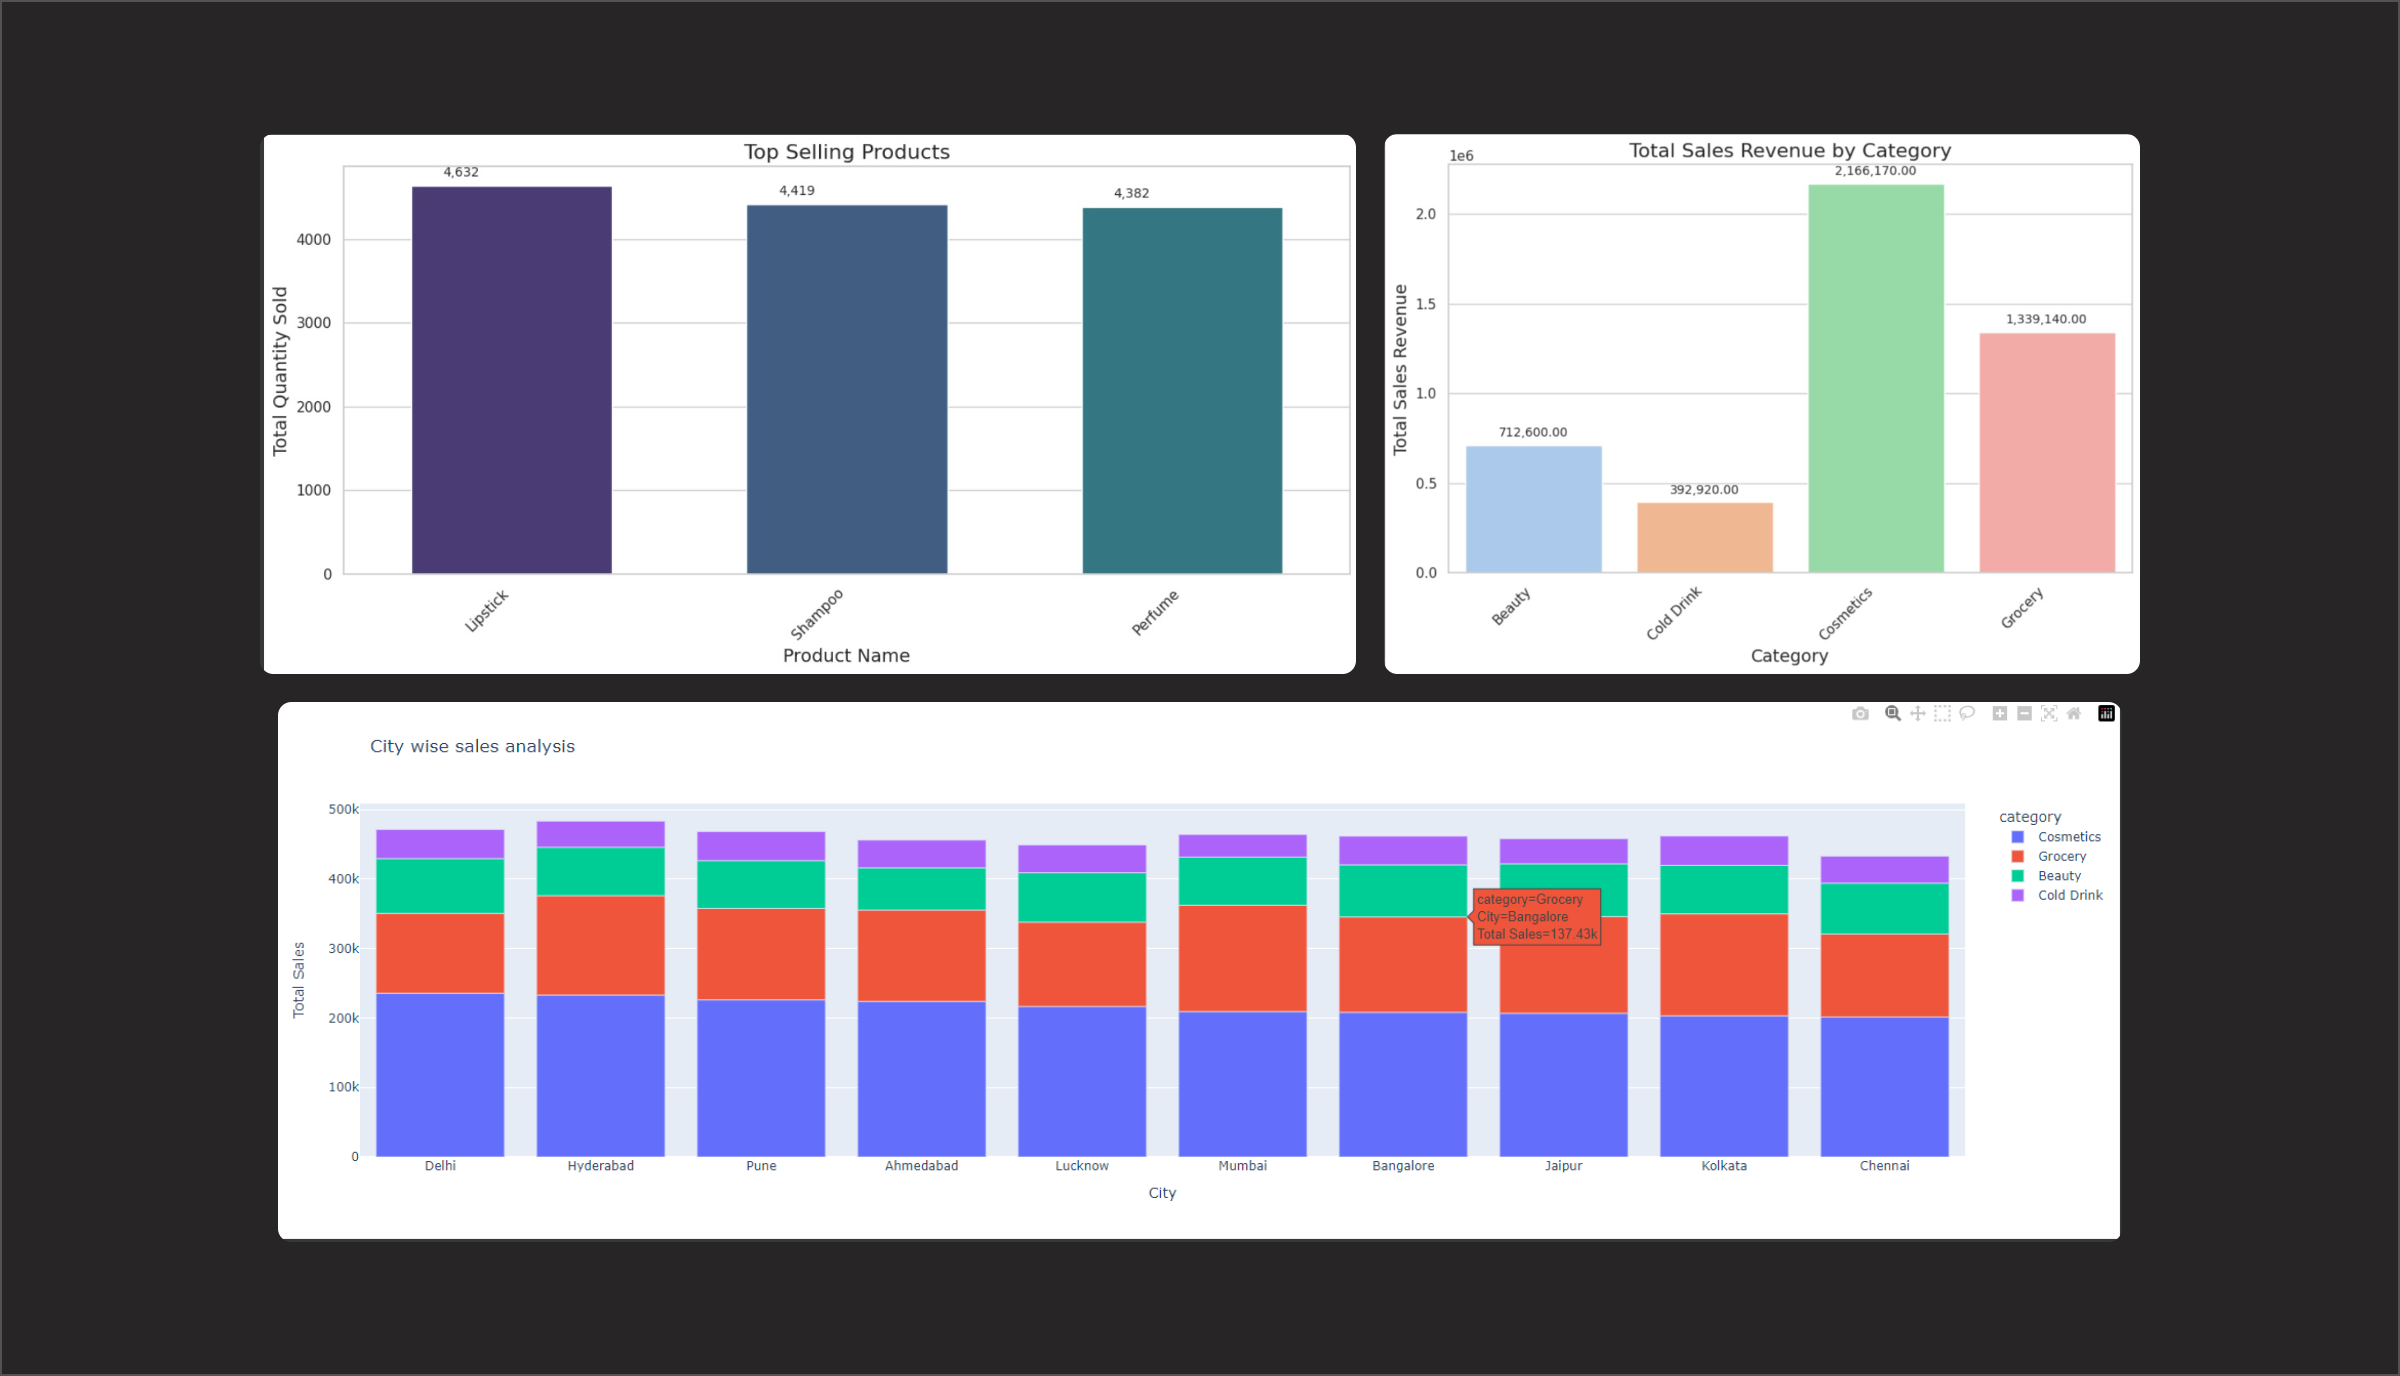 Top Selling Products
4,632
4,419
4,382
4000
3000
2000
1000
0
Total Quantity Sold
Lipstick
Shampoo
Perfume
Product Name
Total Sales Revenue by Category
1e6
2,166,170.00
1,339,140.00
712,600.00
392,920.00
2.0
1.5
1.0
0.5
0.0
Total Sales Revenue
Beauty
Cold Drink
Cosmetics
Grocery
Category
City wise sales analysis
500k
400k
300k
200k
100k
0
Total Sales
category=Grocery
City=Bangalore
Total Sales=137.43k
category
Cosmetics
Grocery
Beauty
Cold Drink
Delhi
Hyderabad
Pune
Ahmedabad
Lucknow
Mumbai
Bangalore
Jaipur
Kolkata
Chennai
City